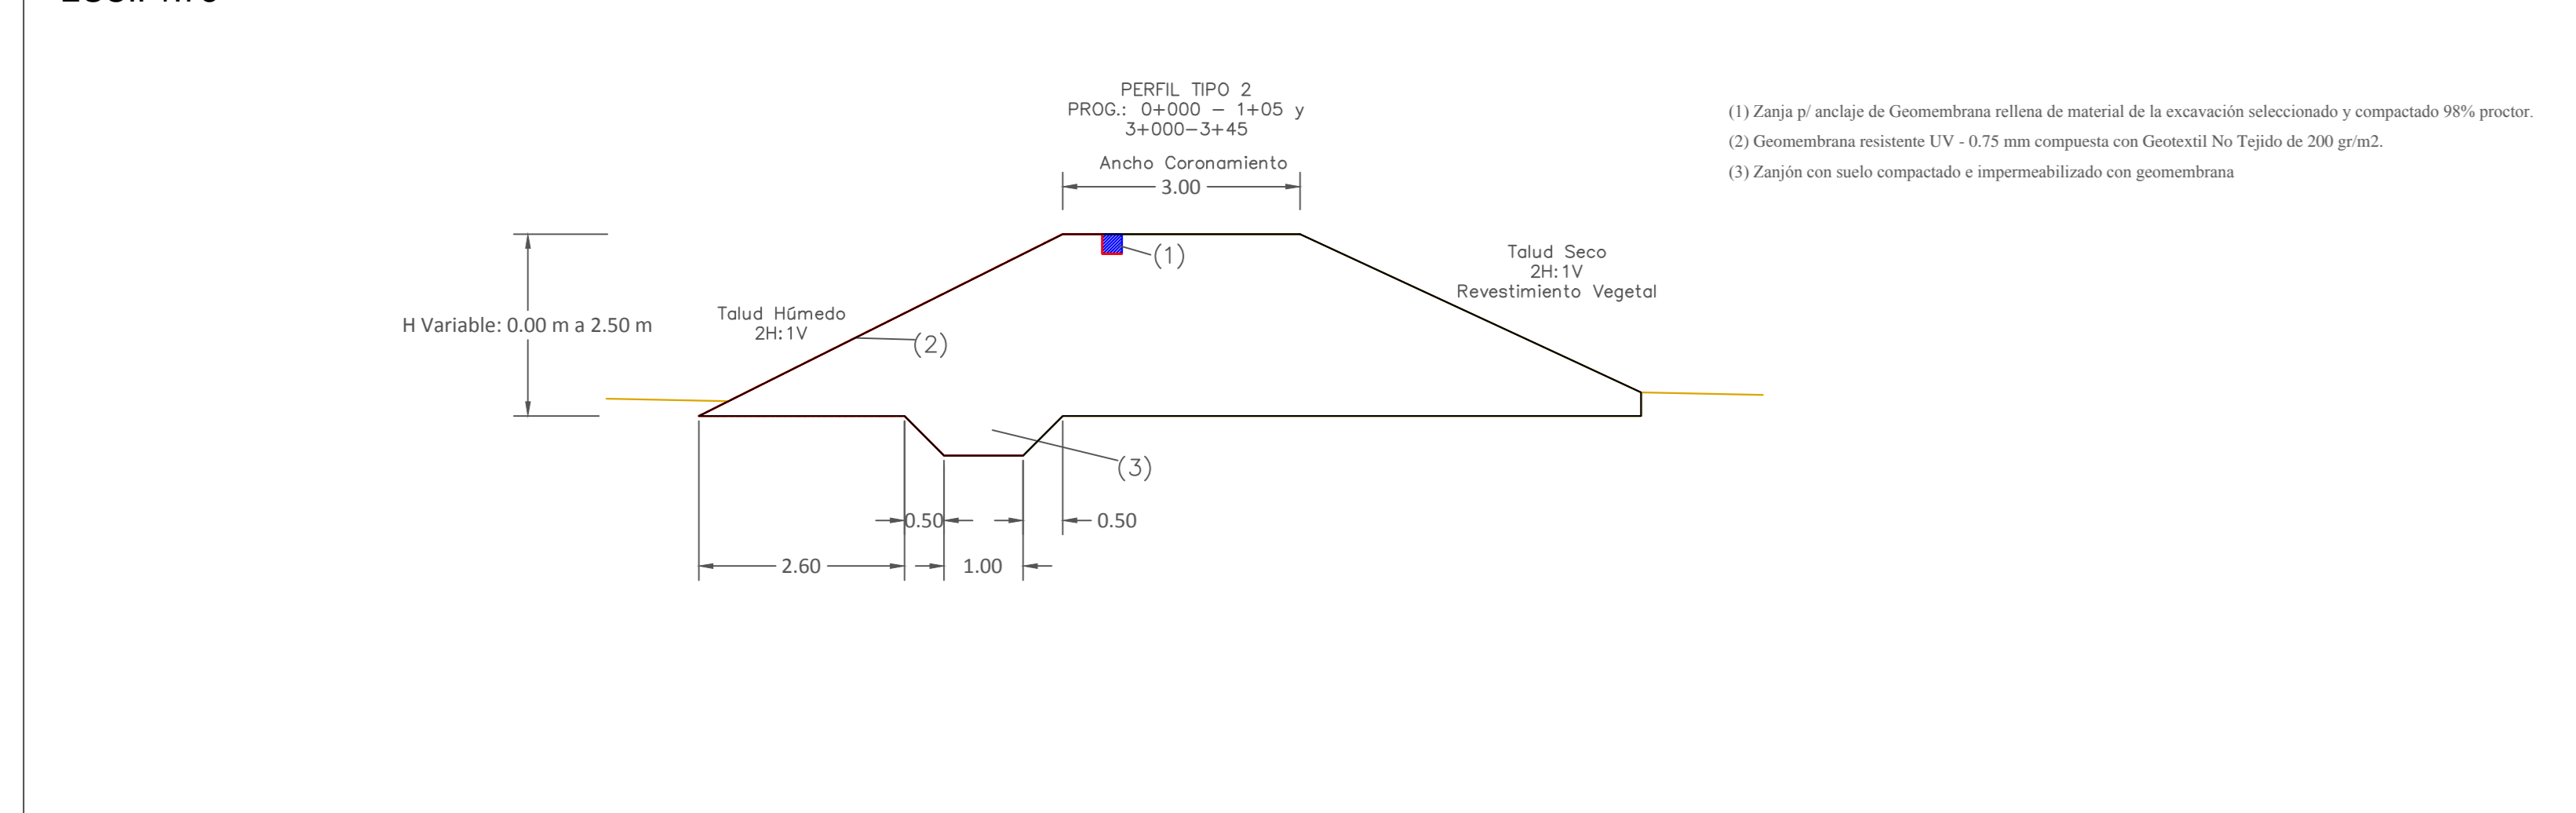 PERFIL TIPO 2
PROG.: 0+000 – 1+05 y
3+000–3+45
Ancho Coronamiento
3.00
(1) Zanja p/ anclaje de Geomembrana rellena de material de la excavación seleccionado y compactado 98% proctor.
(2) Geomembrana resistente UV - 0.75 mm compuesta con Geotextil No Tejido de 200 gr/m2.
(3) Zanjón con suelo compactado e impermeabilizado con geomembrana
(1)
Talud Seco
2H:1V
Revestimiento Vegetal
H Variable: 0.00 m a 2.50 m
Talud Húmedo
2H:1V
(2)
(3)
0.50
0.50
2.60
1.00